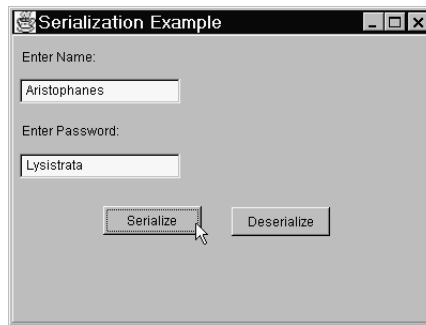 Serialization Example
Enter Name:
Aristophanes
Enter Password:
Lysistrata
Serialize Deserialize